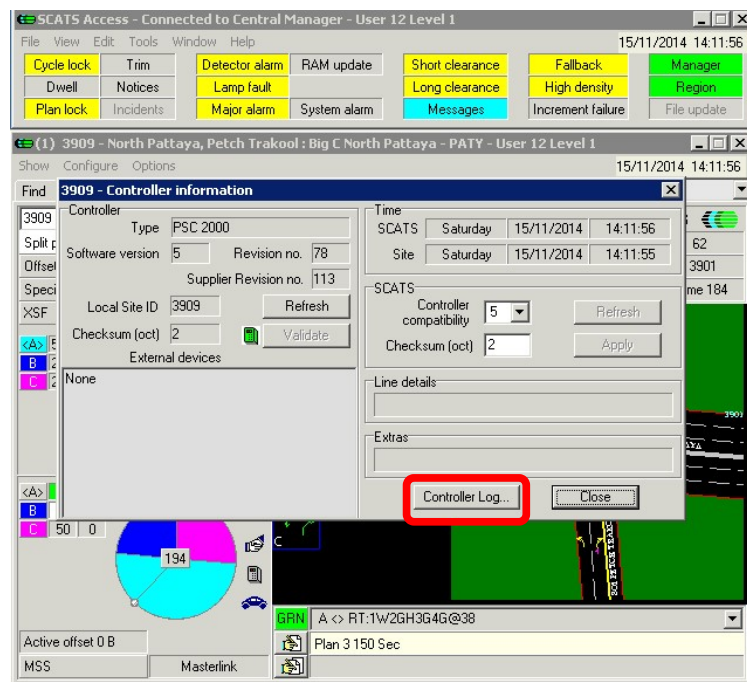 SCATS Access - Connected to Central Manager - User 12 Level 1
File View Edit Tools Window Help 15/11/2014 14:11:56
Cycle lock Trim Detector alarm RAM update Short clearance Fallback Manager
Dwell Notices Lamp fault Long clearance High density Region
Plan lock Incidents Major alarm System alarm Messages Increment failure File update
(1) 3909 - North Pattaya, Petch Trakool : Big C North Pattaya - PATY - User 12 Level 1
Show Configure Options 15/11/2014 14:11:56
Find
3909 - Controller information
3909
Split
Offset
Speci
XSF
<A> 5
B 2
C 2
Controller
Type PSC 2000
Software version 5 Revision no. 78
Supplier Revision no. 113
Local Site ID 3909 Refresh
Checksum (oct) 2 Validate
External devices
None
Time
SCATS Saturday 15/11/2014 14:11:56
Site Saturday 15/11/2014 14:11:55
SCATS
Controller compatibility 5 Refresh
Checksum (oct) 2 Apply
Line details
Extras
Controller Log... Close
62
3901
me 184
3901
<A>
B
C 50 0
194
C
GRN A <> RT:1W2GH3G4G@38
Active offset 0 B Plan 3 150 Sec
MSS Masterlink